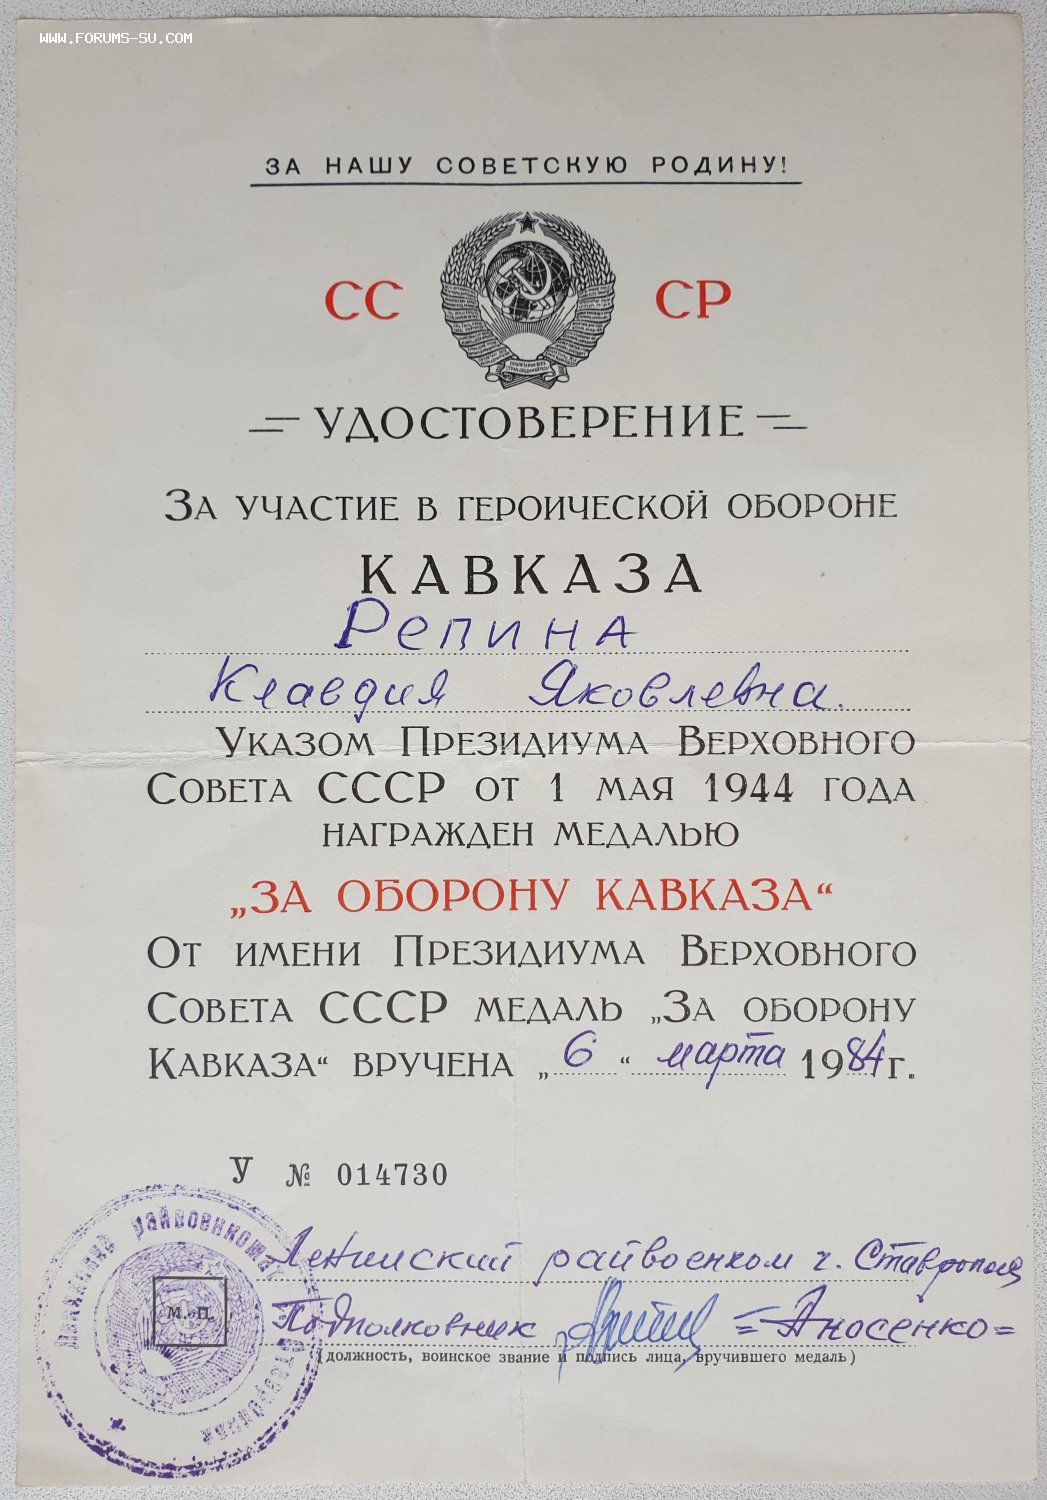 WWW.FORUMS-SU.COM
ЗА НАШУ СОВЕТСКУЮ РОДИНУ!
СС СР
УДОСТОВЕРЕНИЕ
ЗА УЧАСТИЕ В ГЕРОИЧЕСКОЙ ОБОРОНЕ
КАВКАЗА
Репина
Клавдия Яковлевна.
УКАЗОМ ПРЕЗИДИУМА ВЕРХОВНОГО
СОВЕТА СССР ОТ 1 МАЯ 1944 ГОДА
НАГРАЖДЕН МЕДАЛЬЮ
„ЗА ОБОРОНУ КАВКАЗА“
ОТ ИМЕНИ ПРЕЗИДИУМА ВЕРХОВНОГО
СОВЕТА СССР МЕДАЛЬ „ЗА ОБОРОНУ
КАВКАЗА“ ВРУЧЕНА „6“ марта 1984 г.
У № 014730
Ленинский райвоенком г. Ставрополя
М. П.
Подполковник =Аносенко=
(должность, воинское звание и подпись лица, вручившего медаль)